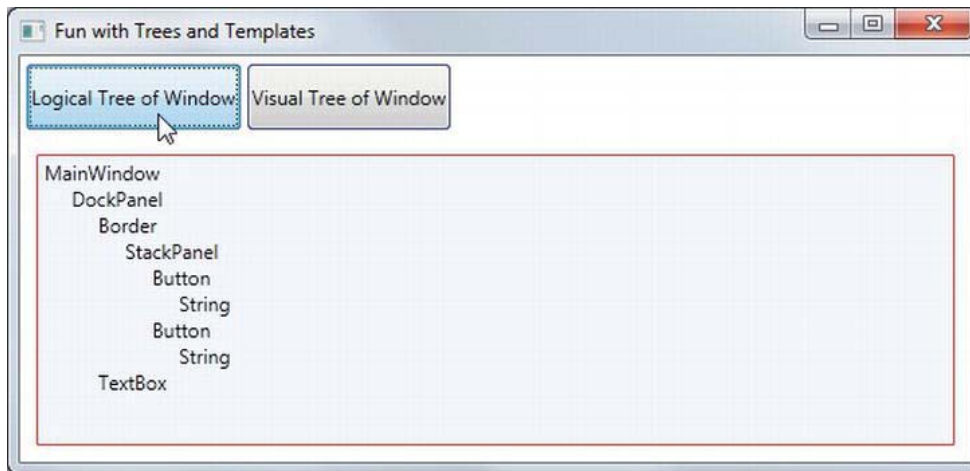 Fun with Trees and Templates
Logical Tree of Window
Visual Tree of Window
MainWindow
DockPanel
Border
StackPanel
Button
String
Button
String
TextBox